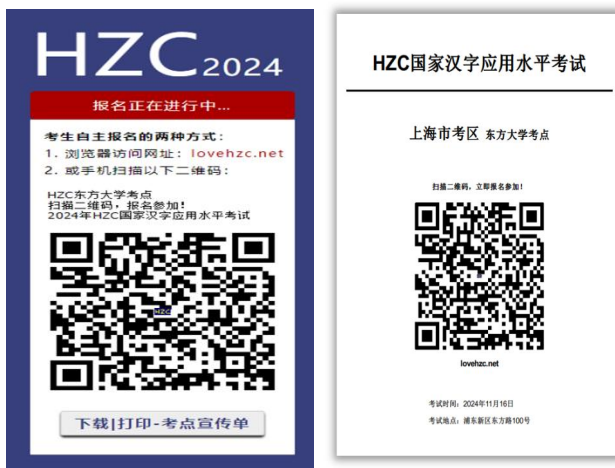 HZC2024
报名正在进行中...
考生自主报名的两种方式：
1. 浏览器访问网址：lovehzc.net
2. 或手机扫描以下二维码：
HZC东方大学考点
扫描二维码，报名参加！
2024年HZC国家汉字应用水平考试
HZC
下载|打印-考点宣传单
HZC国家汉字应用水平考试
上海市考区 东方大学考点
扫描二维码，立即报名参加！
lovehzc.net
考试时间：2024年11月16日
考试地点：浦东新区东方路100号